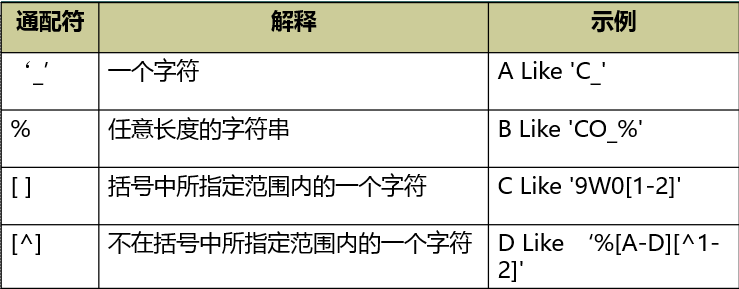 通配符 解释 示例
‘_’ 一个字符 A Like 'C_'
% 任意长度的字符串 B Like 'CO_%'
[ ] 括号中所指定范围内的一个字符 C Like '9W0[1-2]'
[^] 不在括号中所指定范围内的一个字符 D Like ‘%[A-D][^1-
2]'